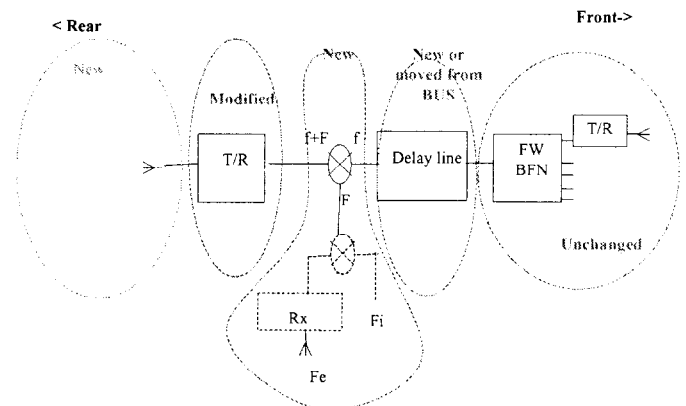 < Rear
Front->
New
New
New or
moved from
BUS
Modified
T/R
f+F
f
T/R
Delay line
FW
BFN
F
Unchanged
Rx
Fi
Fe